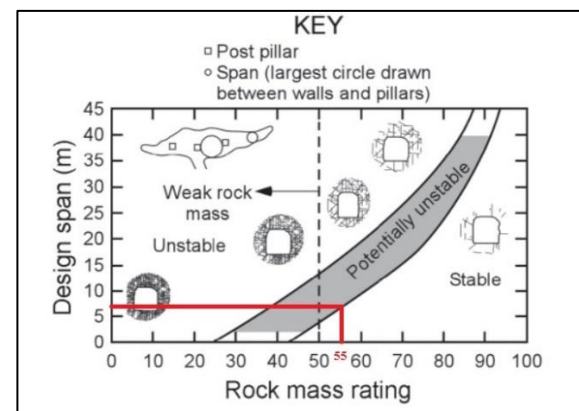 KEY
□ Post pillar
○ Span (largest circle drawn
between walls and pillars)
45
40
35
30
25
20
15
10
5
0
Design span (m)
Weak rock
mass
Unstable
Potentially unstable
Stable
0 10 20 30 40 50 55 60 70 80 90 100
Rock mass rating